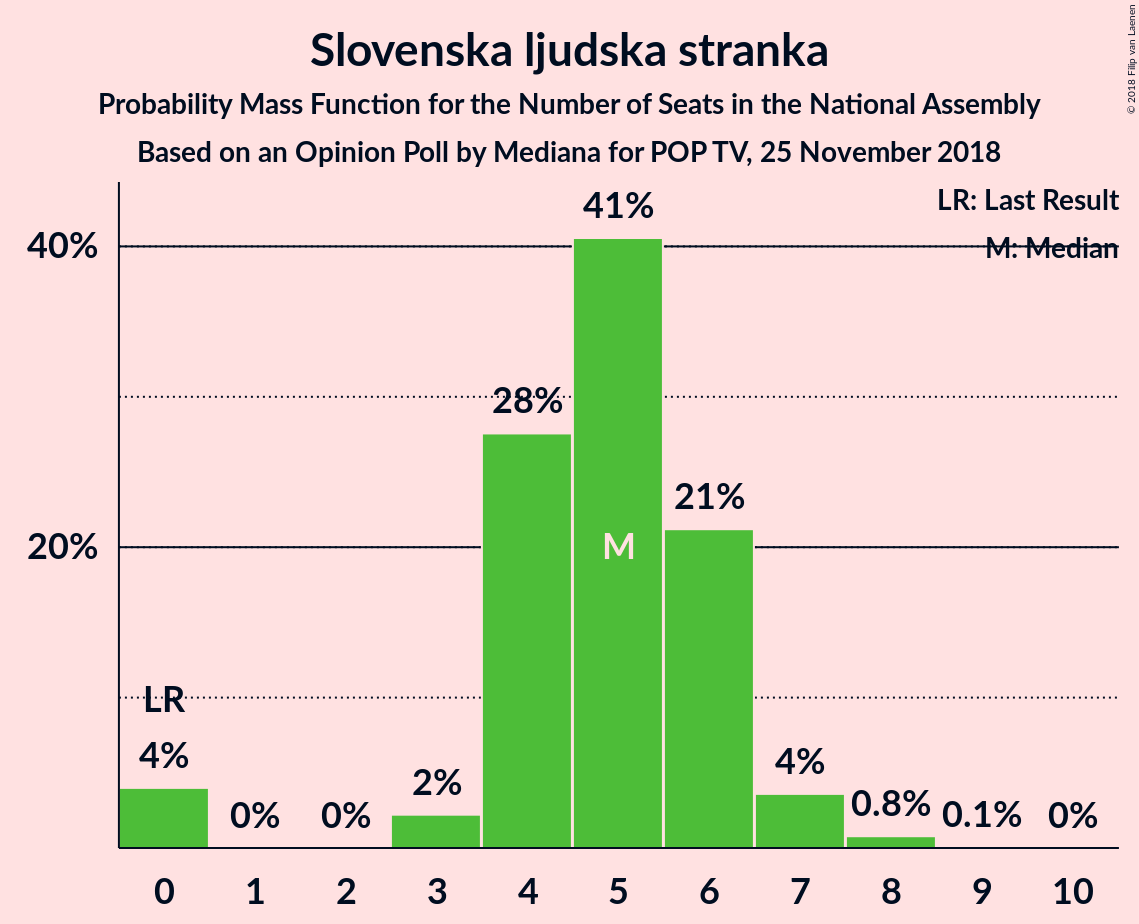 Slovenska ljudska stranka
Probability Mass Function for the Number of Seats in the National Assembly
Based on an Opinion Poll by Mediana for POP TV, 25 November 2018
© 2018 Filip van Laenen
LR: Last Result
M: Median
40%
20%
LR
4%
0%
0%
2%
28%
41%
M
21%
4%
0.8%
0.1%
0%
0 1 2 3 4 5 6 7 8 9 10